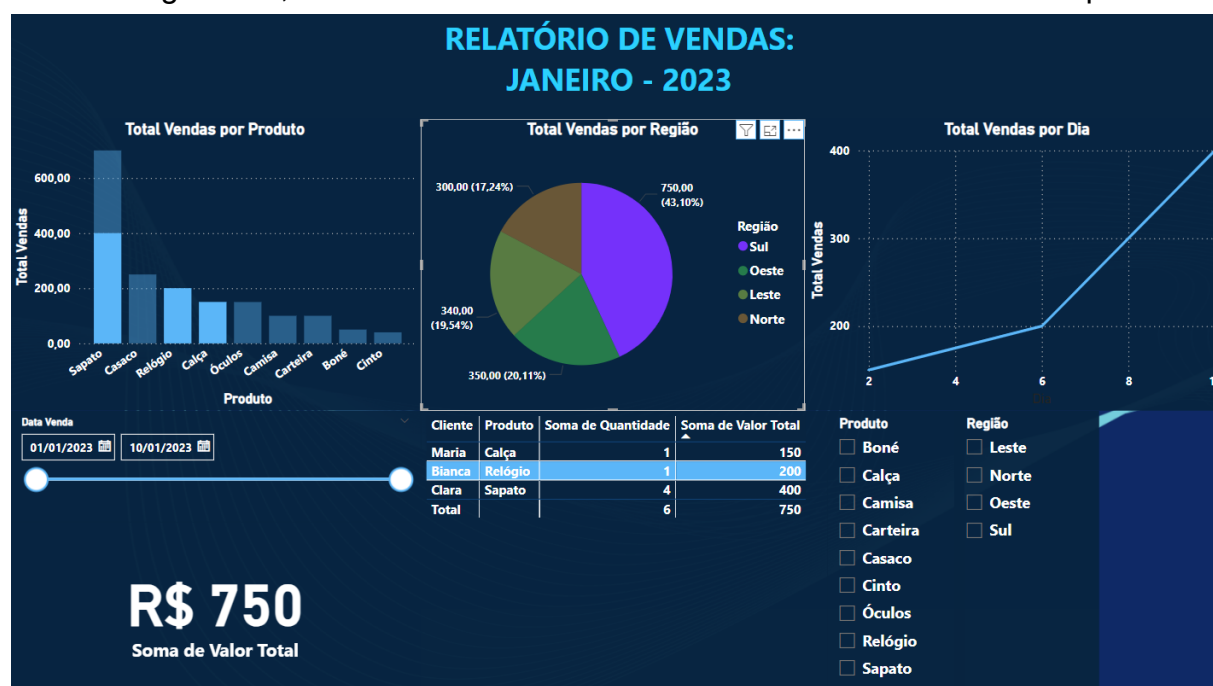 RELATÓRIO DE VENDAS:
JANEIRO - 2023
Total Vendas por Produto
Total Vendas
600,00
400,00
200,00
0,00
Sapato
Casaco
Relógio
Calça
Óculos
Camisa
Carteira
Boné
Cinto
Produto
Total Vendas por Região
300,00 (17,24%)
750,00
(43,10%)
340,00
(19,54%)
350,00 (20,11%)
Região
Sul
Oeste
Leste
Norte
Total Vendas por Dia
Total Vendas
400
300
200
2 4 6 8 1
Dia
Data Venda
01/01/2023 10/01/2023
Cliente Produto Soma de Quantidade Soma de Valor Total
Maria Calça 1 150
Bianca Relógio 1 200
Clara Sapato 4 400
Total 6 750
Produto
Boné
Calça
Camisa
Carteira
Casaco
Cinto
Óculos
Relógio
Sapato
Região
Leste
Norte
Oeste
Sul
R$ 750
Soma de Valor Total